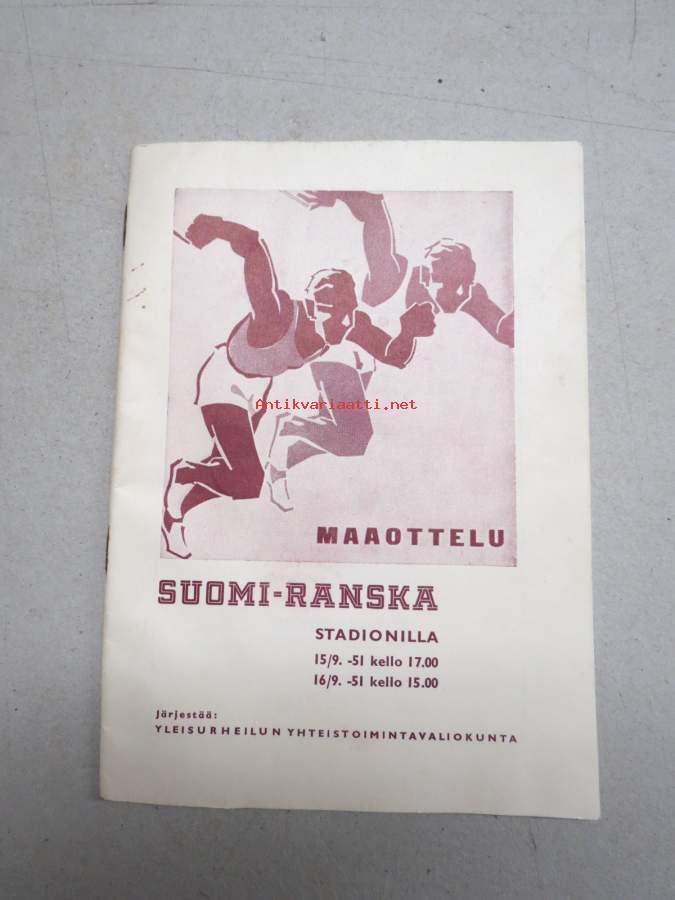 Antikvariaatti.net
MAAOTTELU
SUOMI-RANSKA
STADIONILLA
15/9. -51 kello 17.00
16/9. -51 kello 15.00
Järjestää:
YLEISURHEILUN YHTEISTOIMINTAVALIOKUNTA